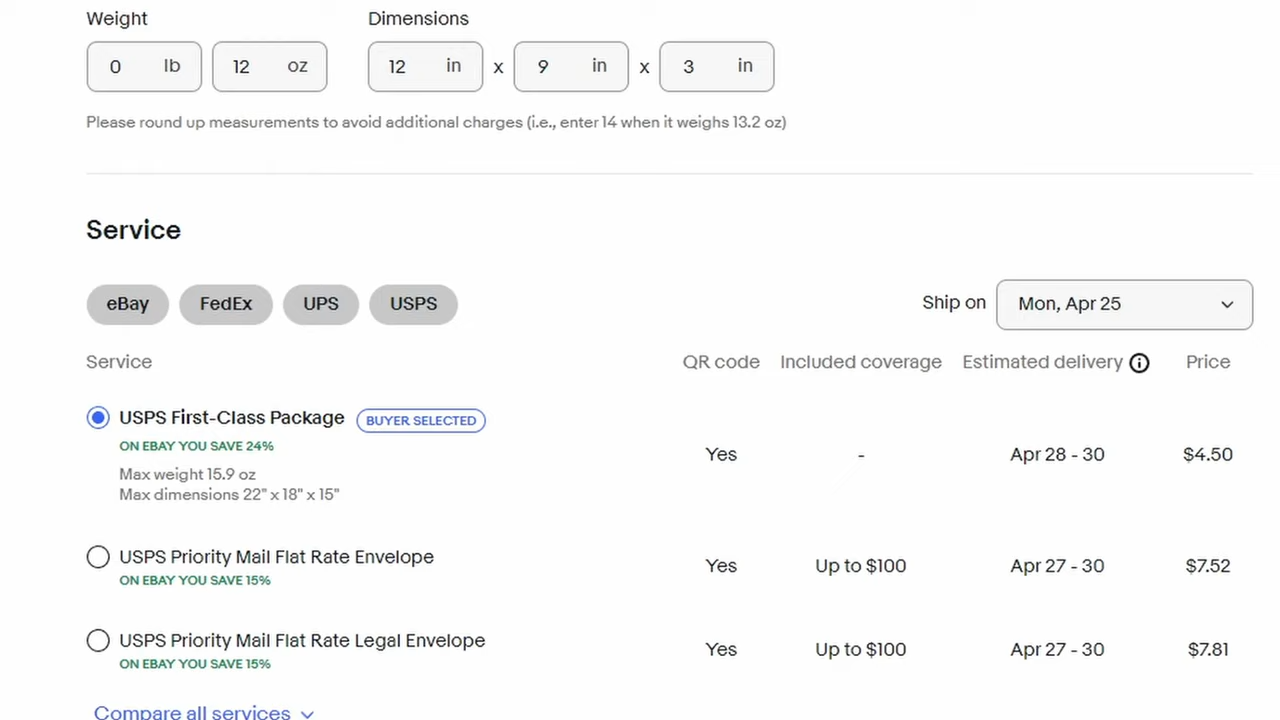 Weight Dimensions
0 lb 12 oz 12 in x 9 in x 3 in
Please round up measurements to avoid additional charges (i.e., enter 14 when it weighs 13.2 oz)
Service
eBay FedEx UPS USPS Ship on Mon, Apr 25
Service QR code Included coverage Estimated delivery Price
USPS First-Class Package BUYER SELECTED
ON EBAY YOU SAVE 24%
Yes - Apr 28 - 30 $4.50
Max weight 15.9 oz
Max dimensions 22" x 18" x 15"
USPS Priority Mail Flat Rate Envelope
Yes Up to $100 Apr 27 - 30 $7.52
ON EBAY YOU SAVE 15%
USPS Priority Mail Flat Rate Legal Envelope
Yes Up to $100 Apr 27 - 30 $7.81
ON EBAY YOU SAVE 15%
Compare all services